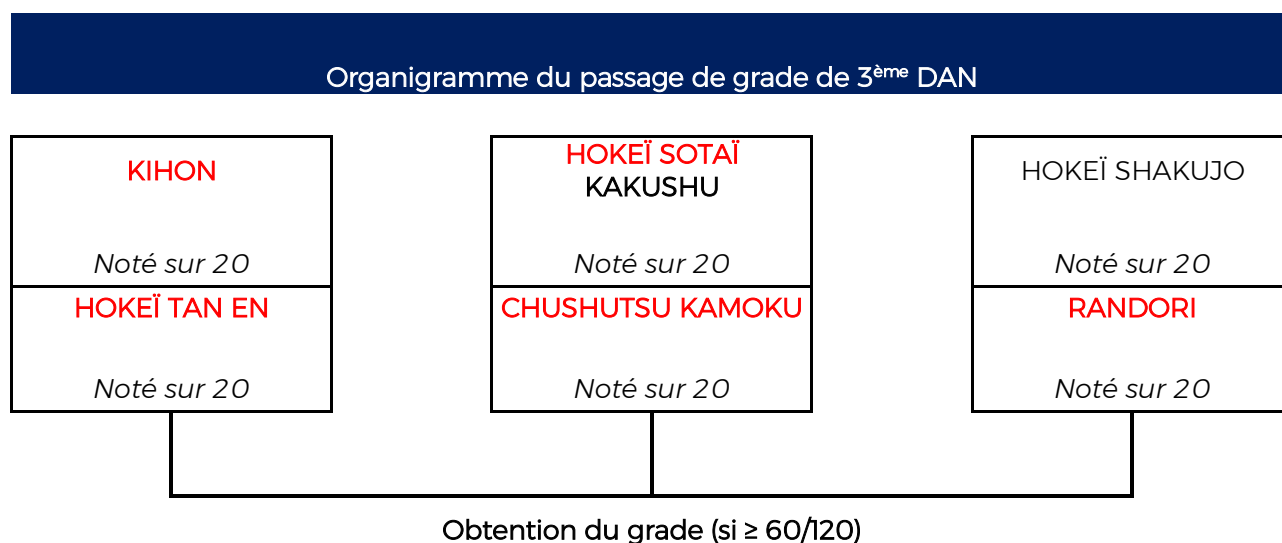 Organigramme du passage de grade de 3ème DAN
KIHON
Noté sur 20
HOKEÏ TAN EN
Noté sur 20
HOKEÏ SOTAÏ
KAKUSHU
Noté sur 20
CHUSHUTSU KAMOKU
Noté sur 20
HOKEÏ SHAKUJO
Noté sur 20
RANDORI
Noté sur 20
Obtention du grade (si ≥ 60/120)